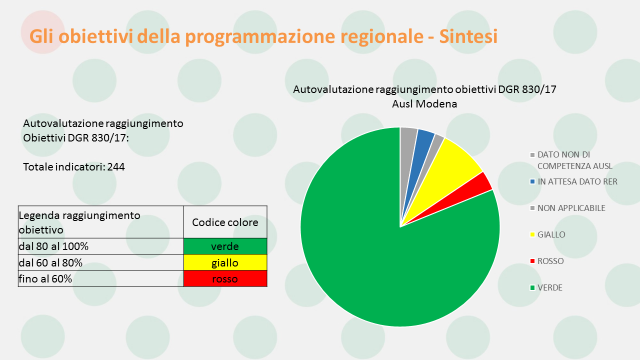 Gli obiettivi della programmazione regionale - Sintesi
Autovalutazione raggiungimento
Obiettivi DGR 830/17:
Totale indicatori: 244
Legenda raggiungimento
obiettivo
Codice colore
dal 80 al 100%
verde
dal 60 al 80%
giallo
fino al 60%
rosso
Autovalutazione raggiungimento obiettivi DGR 830/17
Ausl Modena
DATO NON DI
COMPETENZA AUSL
IN ATTESA DATO RER
NON APPLICABILE
GIALLO
ROSSO
VERDE